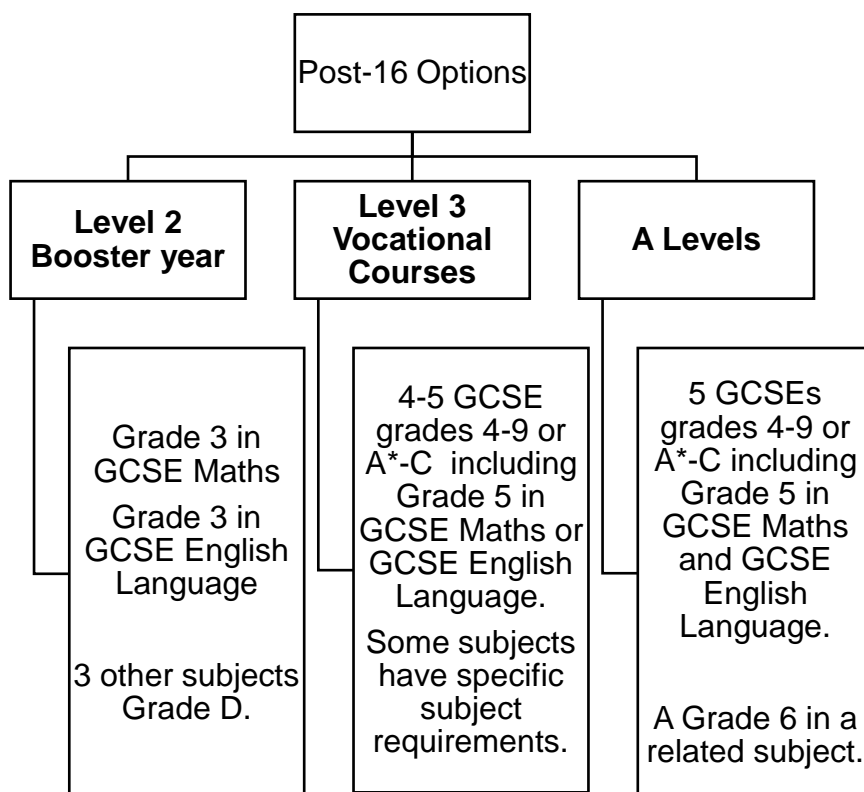 Post-16 Options
Level 2
Booster year
Level 3
Vocational
Courses
A Levels
Grade 3 in
GCSE Maths
Grade 3 in
GCSE English
Language
3 other subjects
Grade D.
4-5 GCSE
grades 4-9 or
A*-C including
Grade 5 in
GCSE Maths or
GCSE English
Language.
Some subjects
have specific
subject
requirements.
5 GCSEs
grades 4-9 or
A*-C including
Grade 5 in
GCSE Maths
and GCSE
English
Language.
A Grade 6 in a
related subject.